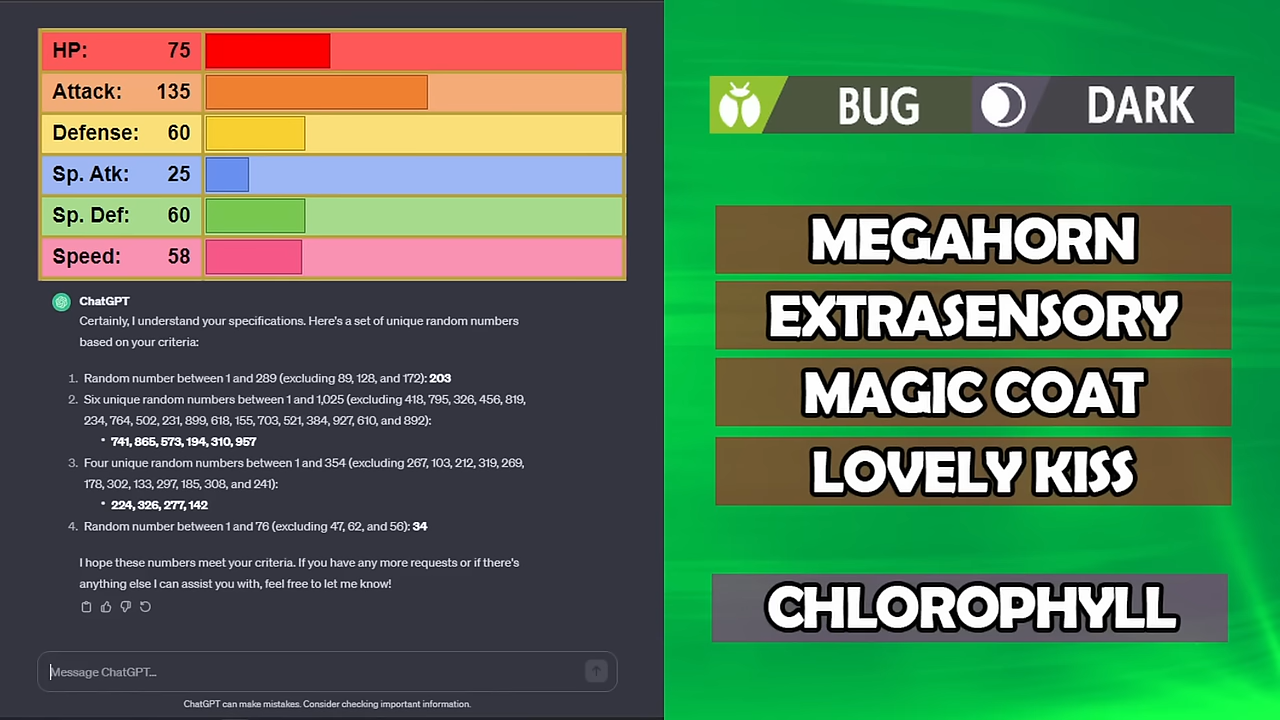 HP: 75
Attack: 135
Defense: 60
Sp. Atk: 25
Sp. Def: 60
Speed: 58
ChatGPT
Certainly, I understand your specifications. Here's a set of unique random numbers
based on your criteria:
1. Random number between 1 and 289 (excluding 89, 128, and 172): 203
2. Six unique random numbers between 1 and 1,025 (excluding 418, 795, 326, 456, 819,
234, 764, 502, 231, 899, 618, 155, 703, 521, 384, 927, 610, and 892):
• 741, 865, 573, 194, 310, 957
3. Four unique random numbers between 1 and 354 (excluding 267, 103, 212, 319, 269,
178, 302, 133, 297, 185, 308, and 241):
• 224, 326, 277, 142
4. Random number between 1 and 76 (excluding 47, 62, and 56): 34
I hope these numbers meet your criteria. If you have any more requests or if there's
anything else I can assist you with, feel free to let me know!
Message ChatGPT...
ChatGPT can make mistakes. Consider checking important information.
BUG DARK
MEGAHORN
EXTRASENSORY
MAGIC COAT
LOVELY KISS
CHLOROPHYLL